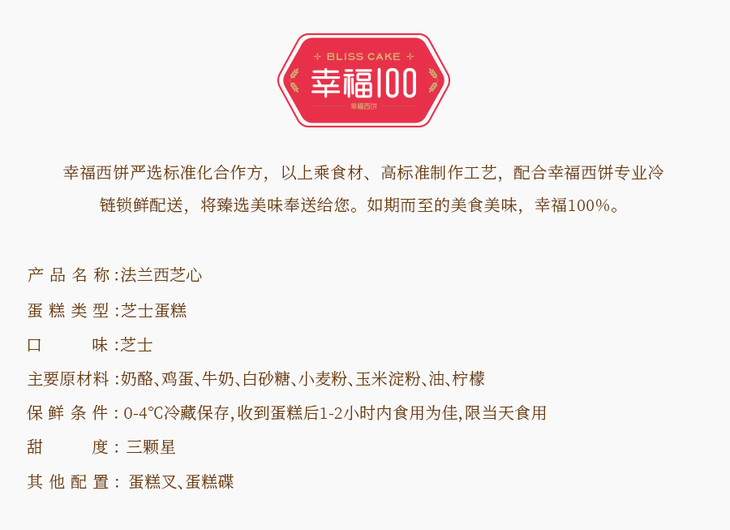 BLISS CAKE
幸福100
幸福西饼
幸福西饼严选标准化合作方，以上乘食材、高标准制作工艺，配合幸福西饼专业冷
链锁鲜配送，将臻选美味奉送给您。如期而至的美食美味，幸福100%。
产品名称:法兰西芝心
蛋糕类型:芝士蛋糕
口味:芝士
主要原材料:奶酪、鸡蛋、牛奶、白砂糖、小麦粉、玉米淀粉、油、柠檬
保鲜条件: 0-4℃冷藏保存,收到蛋糕后1-2小时内食用为佳,限当天食用
甜度: 三颗星
其他配置: 蛋糕叉、蛋糕碟